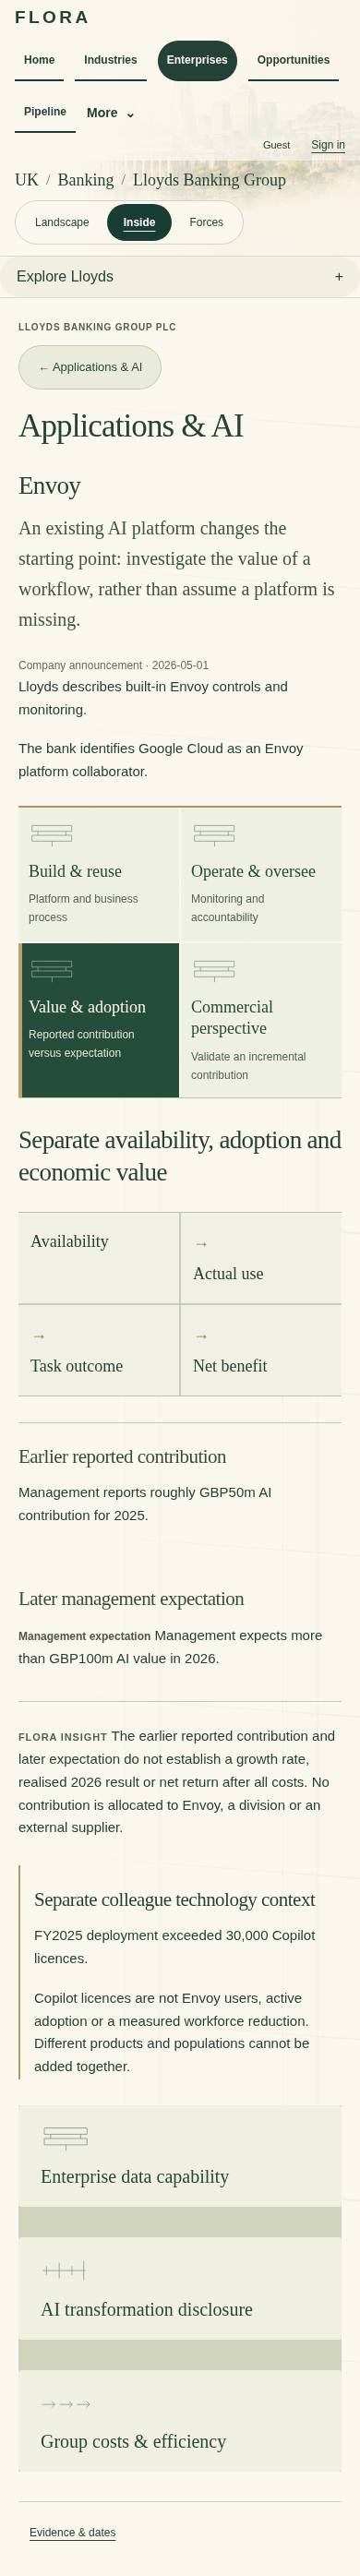 FLORA
Home Industries Enterprises Opportunities
Pipeline More ⌄
Guest Sign in
UK / Banking / Lloyds Banking Group
Landscape Inside Forces
Explore Lloyds +
LLOYDS BANKING GROUP PLC
← Applications & AI
Applications & AI
Envoy
An existing AI platform changes the
starting point: investigate the value of a
workflow, rather than assume a platform is
missing.
Company announcement · 2026-05-01
Lloyds describes built-in Envoy controls and
monitoring.
The bank identifies Google Cloud as an Envoy
platform collaborator.
Build & reuse
Platform and business
process
Operate & oversee
Monitoring and
accountability
Value & adoption
Reported contribution
versus expectation
Commercial
perspective
Validate an incremental
contribution
Separate availability, adoption and
economic value
Availability
→
Actual use
→
Task outcome
→
Net benefit
Earlier reported contribution
Management reports roughly GBP50m AI
contribution for 2025.
Later management expectation
Management expectation Management expects more
than GBP100m AI value in 2026.
FLORA INSIGHT The earlier reported contribution and
later expectation do not establish a growth rate,
realised 2026 result or net return after all costs. No
contribution is allocated to Envoy, a division or an
external supplier.
Separate colleague technology context
FY2025 deployment exceeded 30,000 Copilot
licences.
Copilot licences are not Envoy users, active
adoption or a measured workforce reduction.
Different products and populations cannot be
added together.
Enterprise data capability
AI transformation disclosure
Group costs & efficiency
Evidence & dates